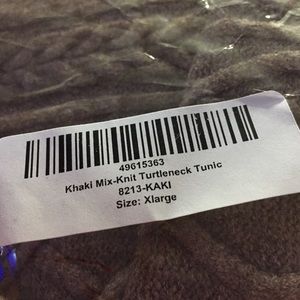 49615363
Khaki Mix-Knit Turtleneck Tunic
8213-KAKI
Size: Xlarge